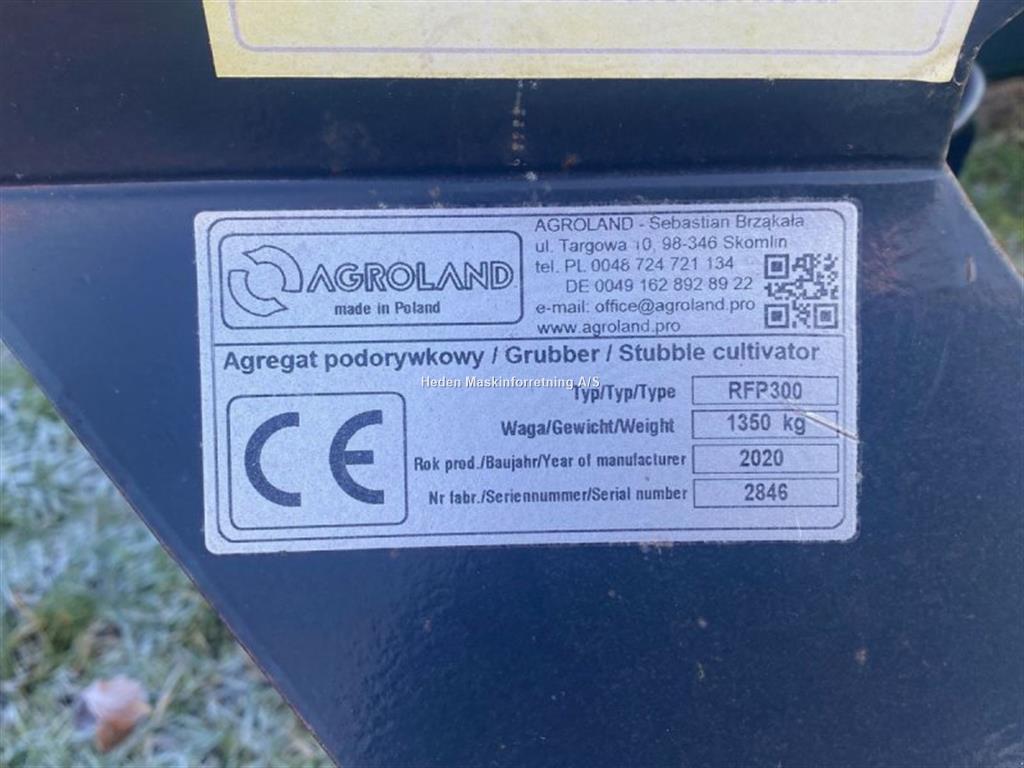 AGROLAND
made in Poland
AGROLAND - Sebastian Brząkała
ul. Targowa 10, 98-346 Skomlin
tel. PL 0048 724 721 134
DE 0049 162 892 89 22
e-mail: office@agroland.pro
www.agroland.pro
Agregat podorywkowy / Grubber / Stubble cultivator
Heden Maskinforretning A/S
Typ/Typ/Type RFP300
Waga/Gewicht/Weight 1350 kg
Rok prod./Baujahr/Year of manufacturer 2020
Nr fabr./Seriennummer/Serial number 2846
CE